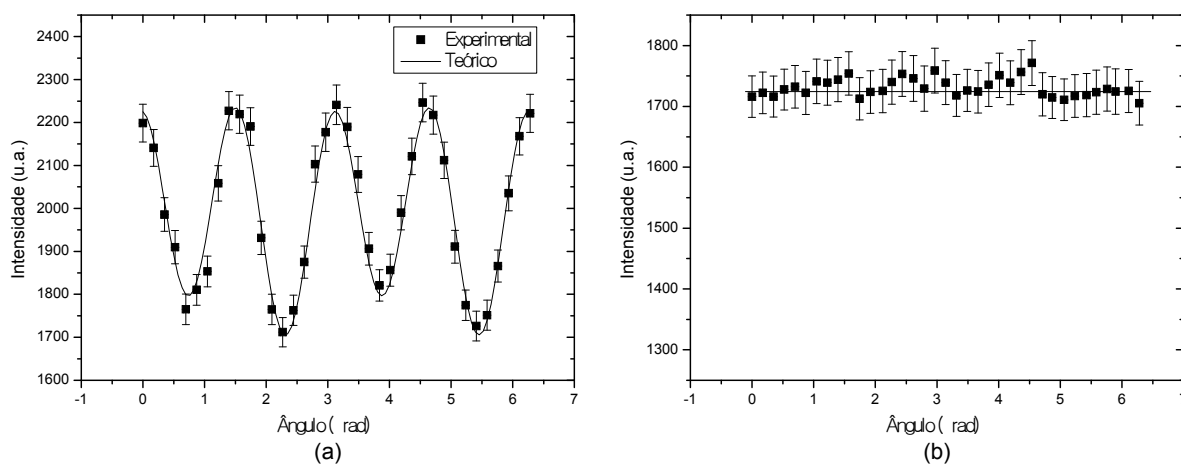 2400
2300
2200
2100
2000
1900
1800
1700
1600
Intensidade (u.a.)
Experimental
Teórico
-1 0 1 2 3 4 5 6 7
Ângulo ( rad)
(a)
1800
1700
1600
1500
1400
1300
Intensidade (u.a.)
-1 0 1 2 3 4 5 6 7
Ângulo ( rad)
(b)